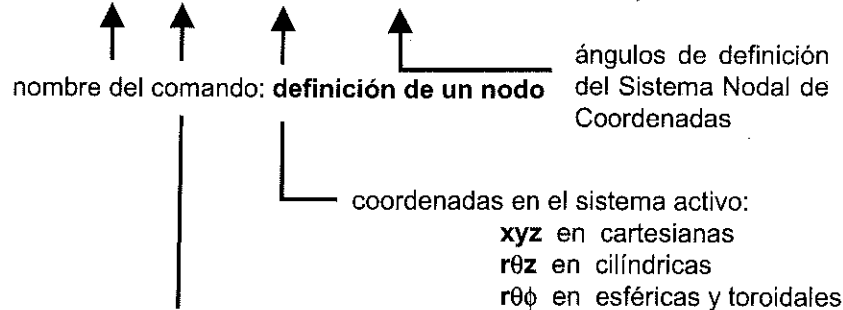 ángulos de definición
nombre del comando: definición de un nodo
del Sistema Nodal de
Coordenadas
coordenadas en el sistema activo:
xyz en cartesianas
rθz en cilíndricas
rθϕ en esféricas y toroidales